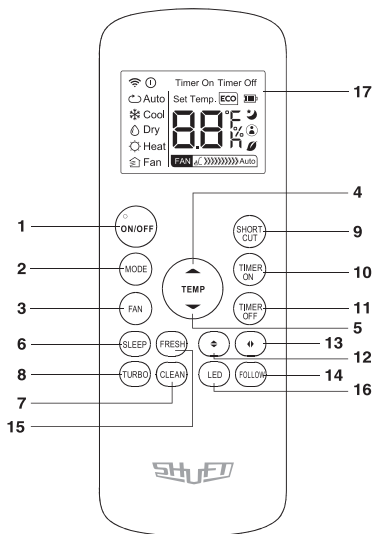 Timer On Timer Off
Auto Set Temp. ECO
17
Cool
88 °F
Dry % h
Heat
Fan FAN Auto
4
1 ON/OFF SHORT CUT 9
2 MODE TEMP TIMER ON 10
3 FAN TIMER OFF 11
5
6 SLEEP FRESH 13
12
8 TURBO CLEAN LED FOLLOW 14
7 16
15
SHUFT